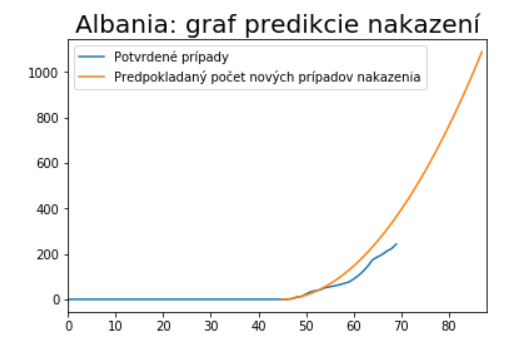 Albania: graf predikcie nakazení
Potvrdené prípady
Predpokladaný počet nových prípadov nakazenia
1000
800
600
400
200
0
0 10 20 30 40 50 60 70 80